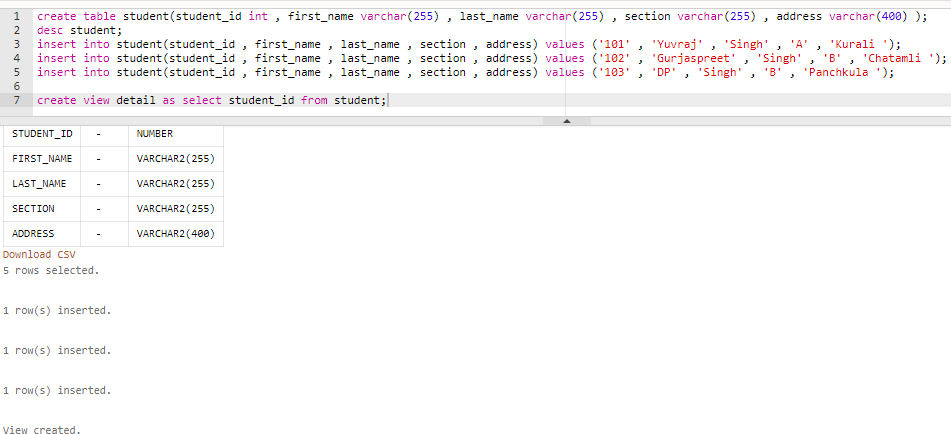 1 create table student(student_id int , first_name varchar(255) , last_name varchar(255) , section varchar(255) , address varchar(400) );
2 desc student;
3 insert into student(student_id , first_name , last_name , section , address) values ('101' , 'Yuvraj' , 'Singh' , 'A' , 'Kurali ');
4 insert into student(student_id , first_name , last_name , section , address) values ('102' , 'Gurjaspreet' , 'Singh' , 'B' , 'Chatamli ');
5 insert into student(student_id , first_name , last_name , section , address) values ('103' , 'DP' , 'Singh' , 'B' , 'Panchkula ');
6
7 create view detail as select student_id from student;
STUDENT_ID - NUMBER
FIRST_NAME - VARCHAR2(255)
LAST_NAME - VARCHAR2(255)
SECTION - VARCHAR2(255)
ADDRESS - VARCHAR2(400)
Download CSV
5 rows selected.
1 row(s) inserted.
1 row(s) inserted.
1 row(s) inserted.
View created.